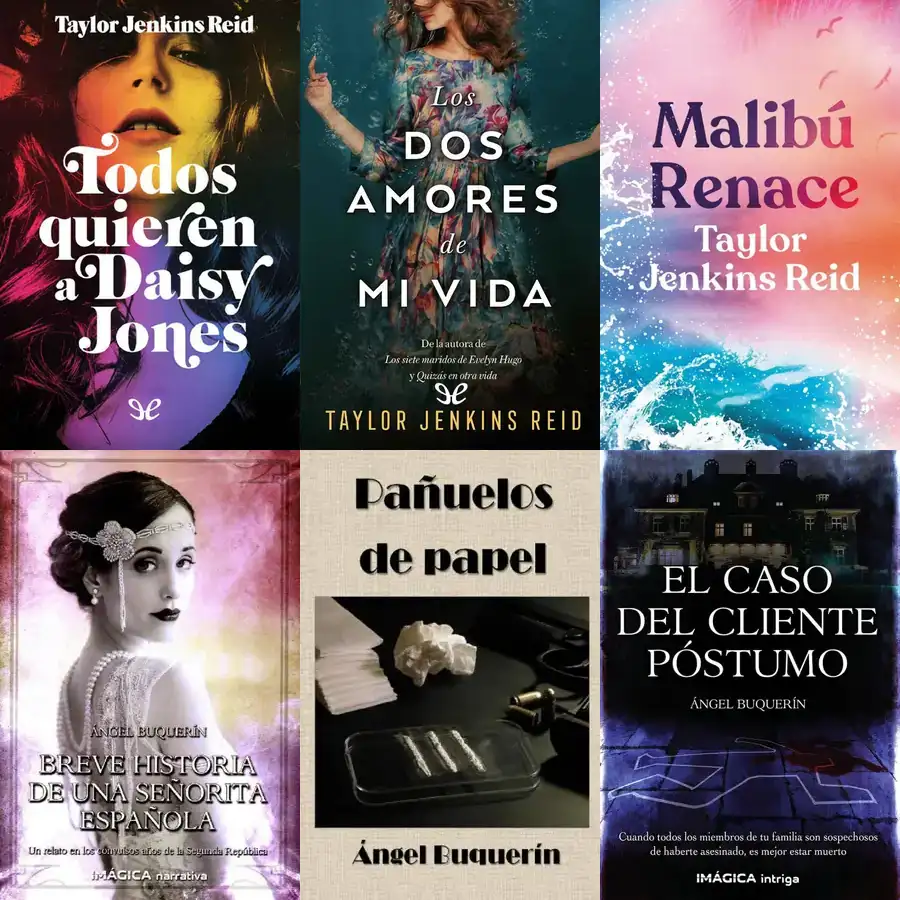 Taylor Jenkins Reid
Todos
quieren
a Daisy
Jones
Los
DOS
AMORES
de
MI VIDA
De la autora de
Los siete maridos de Evelyn Hugo
y Quizás en otra vida
TAYLOR JENKINS REID
Malibú
Renace
Taylor
Jenkins Reid
ÁNGEL BUQUERÍN
BREVE HISTORIA
DE UNA SEÑORITA
ESPAÑOLA
Un relato en los convulsos años de la Segunda República
IMÁGICA narrativa
Pañuelos
de papel
Ángel Buquerín
EL CASO
DEL CLIENTE
PÓSTUMO
ÁNGEL BUQUERÍN
Cuando todos los miembros de tu familia son sospechosos
de haberte asesinado, es mejor estar muerto
IMÁGICA intriga